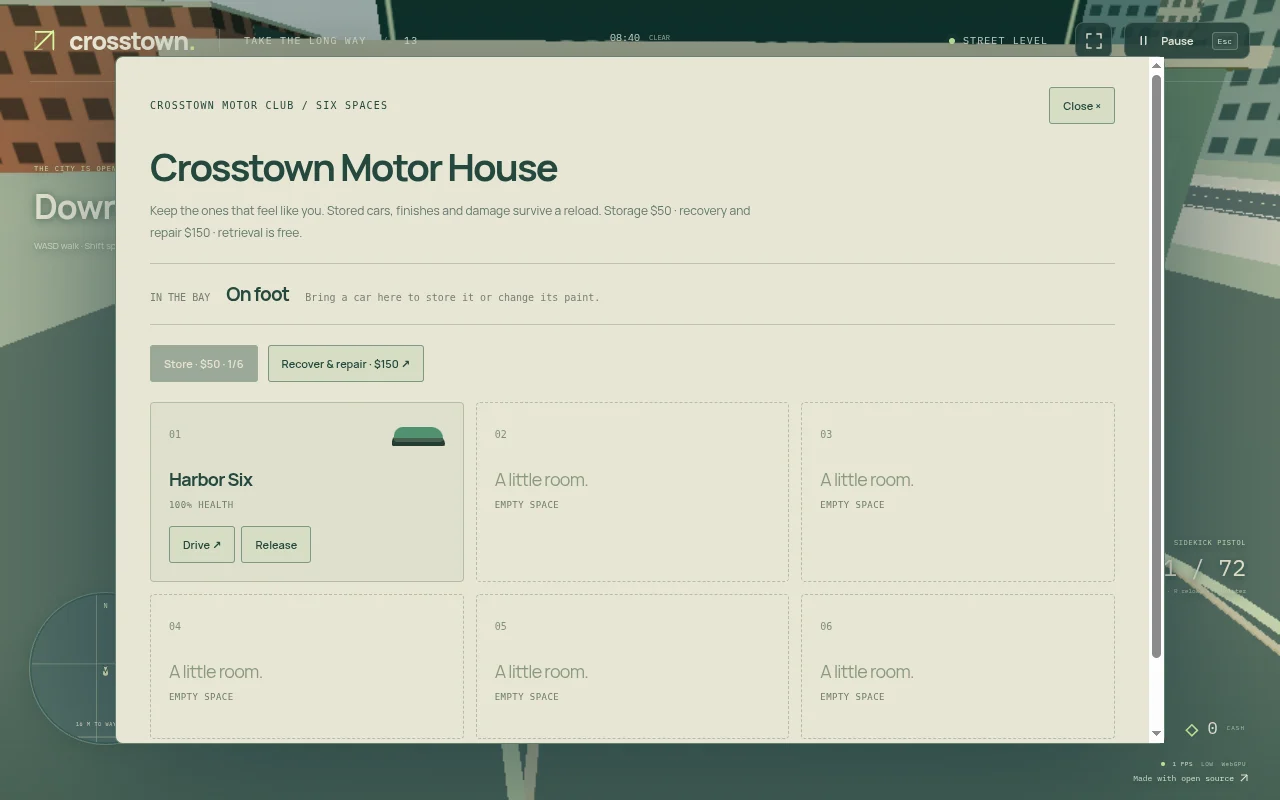 crosstown.
TAKE THE LONG WAY / 13
08:40 CLEAR
STREET LEVEL
Pause Esc
THE CITY IS OPEN
Down
WASD walk · Shift sp
CROSSTOWN MOTOR CLUB / SIX SPACES
Close ×
Crosstown Motor House
Keep the ones that feel like you. Stored cars, finishes and damage survive a reload. Storage $50 · recovery and
repair $150 · retrieval is free.
IN THE BAY On foot Bring a car here to store it or change its paint.
Store · $50 · 1/6
Recover & repair · $150 ↗
01
Harbor Six
100% HEALTH
Drive ↗
Release
02
A little room.
EMPTY SPACE
03
A little room.
EMPTY SPACE
04
A little room.
EMPTY SPACE
05
A little room.
EMPTY SPACE
06
A little room.
EMPTY SPACE
N
16 M TO WAY
SIDEKICK PISTOL
1 / 72
0 CASH
1 FPS LOW WebGPU
Made with open source ↗